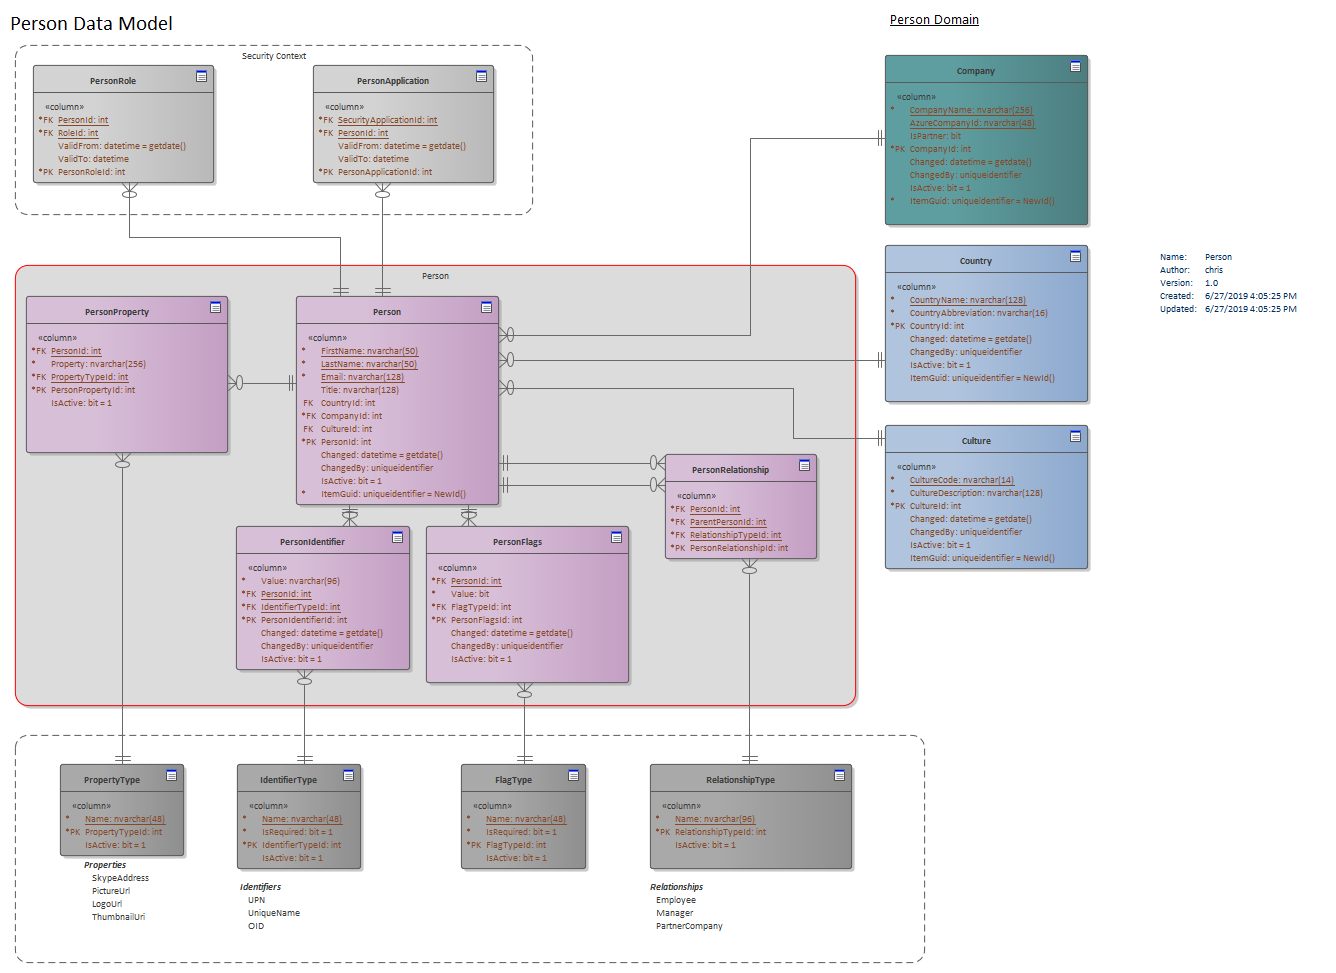 Person Data Model
Person Domain
Security Context
PersonRole
«column»
*FK PersonId: int
*FK RoleId: int
ValidFrom: datetime = getdate()
ValidTo: datetime
*PK PersonRoleId: int
PersonApplication
«column»
*FK SecurityApplicationId: int
*FK PersonId: int
ValidFrom: datetime = getdate()
ValidTo: datetime
*PK PersonApplicationId: int
Company
«column»
* CompanyName: nvarchar(256)
AzureCompanyId: nvarchar(48)
IsPartner: bit
*PK CompanyId: int
Changed: datetime = getdate()
ChangedBy: uniqueidentifier
IsActive: bit = 1
* ItemGuid: uniqueidentifier = NewId()
Country
«column»
* CountryName: nvarchar(128)
* CountryAbbreviation: nvarchar(16)
*PK CountryId: int
Changed: datetime = getdate()
ChangedBy: uniqueidentifier
IsActive: bit = 1
ItemGuid: uniqueidentifier = NewId()
Name: Person
Author: chris
Version: 1.0
Created: 6/27/2019 4:05:25 PM
Updated: 6/27/2019 4:05:25 PM
Person
PersonProperty
«column»
*FK PersonId: int
* Property: nvarchar(256)
*FK PropertyTypeId: int
*PK PersonPropertyId: int
IsActive: bit = 1
Person
«column»
* FirstName: nvarchar(50)
* LastName: nvarchar(50)
* Email: nvarchar(128)
Title: nvarchar(128)
FK CountryId: int
*FK CompanyId: int
FK CultureId: int
*PK PersonId: int
Changed: datetime = getdate()
ChangedBy: uniqueidentifier
IsActive: bit = 1
* ItemGuid: uniqueidentifier = NewId()
Culture
«column»
* CultureCode: nvarchar(14)
* CultureDescription: nvarchar(128)
*PK CultureId: int
Changed: datetime = getdate()
ChangedBy: uniqueidentifier
IsActive: bit = 1
ItemGuid: uniqueidentifier = NewId()
PersonRelationship
«column»
*FK PersonId: int
*FK ParentPersonId: int
*FK RelationshipTypeId: int
*PK PersonRelationshipId: int
PersonIdentifier
«column»
* Value: nvarchar(96)
*FK PersonId: int
*FK IdentifierTypeId: int
*PK PersonIdentifierId: int
Changed: datetime = getdate()
ChangedBy: uniqueidentifier
IsActive: bit = 1
PersonFlags
«column»
*FK PersonId: int
* Value: bit
*FK FlagTypeId: int
*PK PersonFlagsId: int
Changed: datetime = getdate()
ChangedBy: uniqueidentifier
IsActive: bit = 1
PropertyType
«column»
* Name: nvarchar(48)
*PK PropertyTypeId: int
IsActive: bit = 1
Properties
SkypeAddress
PictureUrl
LogoUrl
ThumbnailUri
IdentifierType
«column»
* Name: nvarchar(48)
* IsRequired: bit = 1
*PK IdentifierTypeId: int
IsActive: bit = 1
Identifiers
UPN
UniqueName
OID
FlagType
«column»
* Name: nvarchar(48)
* IsRequired: bit = 1
*PK FlagTypeId: int
IsActive: bit = 1
RelationshipType
«column»
* Name: nvarchar(96)
*PK RelationshipTypeId: int
IsActive: bit = 1
Relationships
Employee
Manager
PartnerCompany